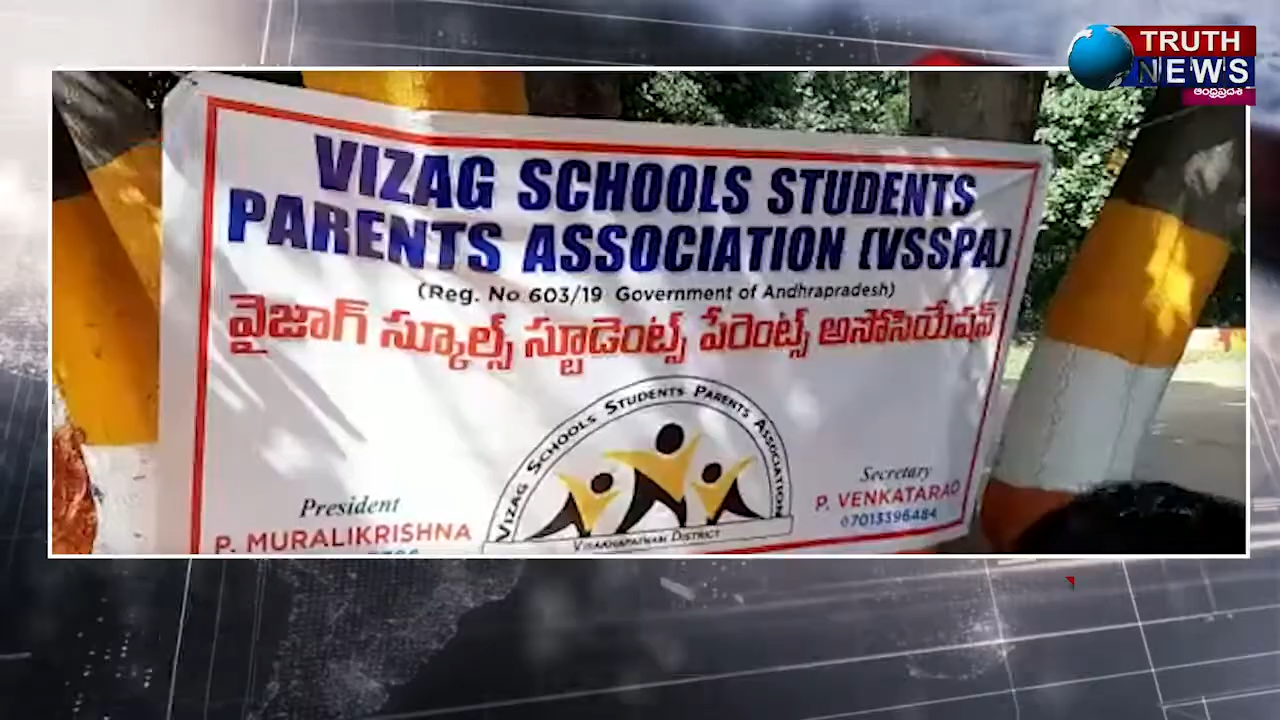 TRUTH
NEWS
ఆంధ్రప్రదేశ్
VIZAG SCHOOLS STUDENTS
PARENTS ASSOCIATION (VSSPA)
(Reg. No.603/19 Government of Andhrapradesh)
వైజాగ్ స్కూల్స్ స్టూడెంట్స్ పేరెంట్స్ అసోసియేషన్
VIZAG SCHOOLS STUDENTS PARENTS ASSOCIATION
VISAKHAPATNAM DISTRICT
President
P. MURALIKRISHNA
Secretary
P. VENKATARAO
07013396484